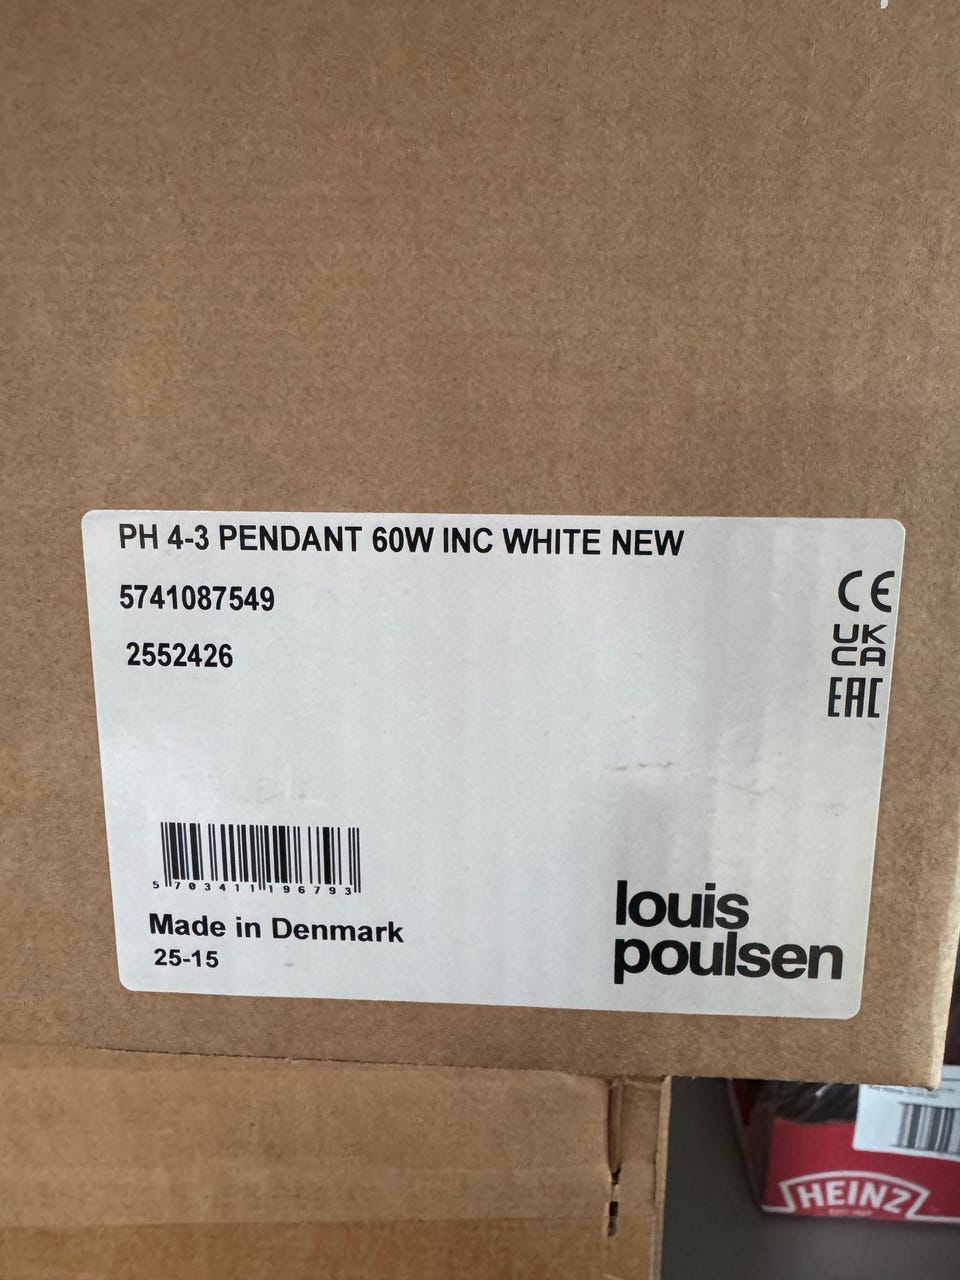 PH 4-3 PENDANT 60W INC WHITE NEW
5741087549
2552426
CE
UK
CA
EAC
5 703411 196793
Made in Denmark
25-15
louis
poulsen
HEINZ